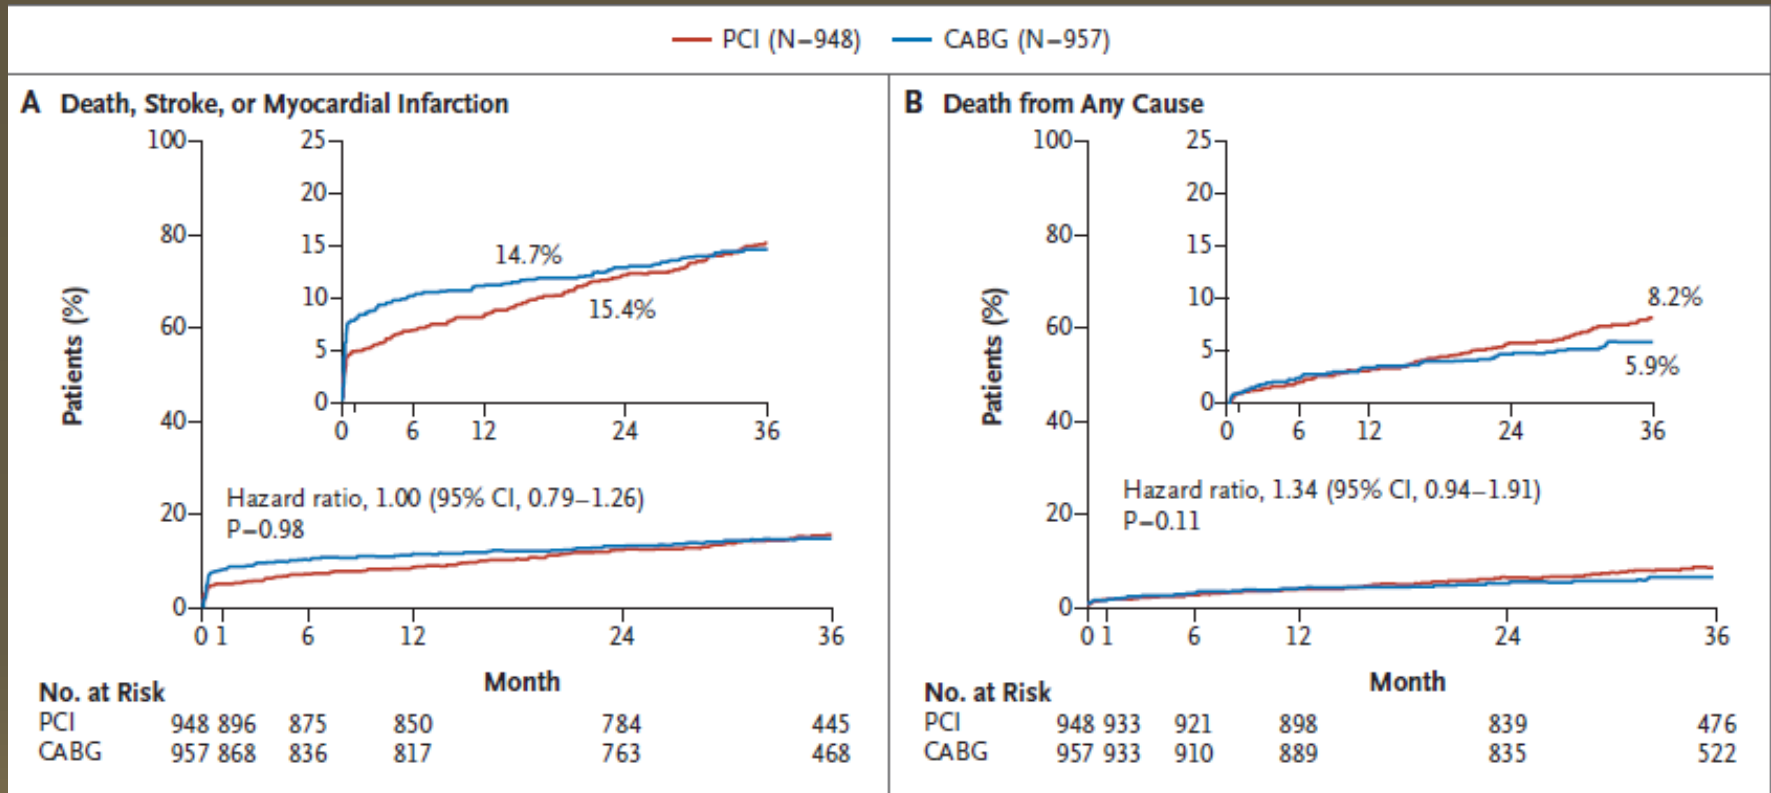 PCI (N–948) CABG (N–957)
A Death, Stroke, or Myocardial Infarction
100
80
60
40
20
0
Patients (%)
25
20
15
10
5
0
14.7%
15.4%
0 6 12 24 36
Hazard ratio, 1.00 (95% CI, 0.79–1.26)
P–0.98
0 1 6 12 24 36
Month
No. at Risk
PCI 948 896 875 850 784 445
CABG 957 868 836 817 763 468
B Death from Any Cause
100
80
60
40
20
0
Patients (%)
25
20
15
10
5
0
8.2%
5.9%
0 6 12 24 36
Hazard ratio, 1.34 (95% CI, 0.94–1.91)
P–0.11
0 1 6 12 24 36
Month
No. at Risk
PCI 948 933 921 898 839 476
CABG 957 933 910 889 835 522